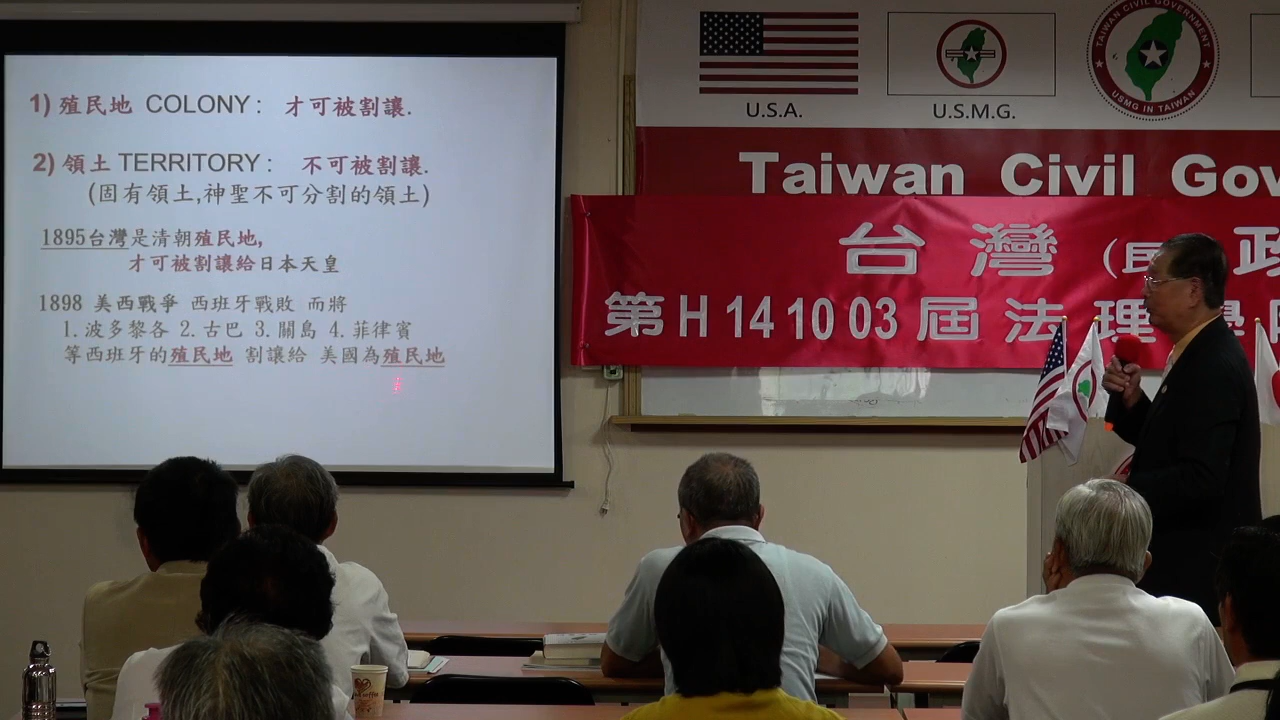 1) 殖民地 COLONY : 才可被割讓.
2) 領土 TERRITORY : 不可被割讓.
(固有領土,神聖不可分割的領土)
1895台灣是清朝殖民地,
才可被割讓給日本天皇
1898 美西戰爭 西班牙戰敗 而將
1. 波多黎各 2. 古巴 3. 關島 4. 菲律賓
等西班牙的殖民地 割讓給 美國為殖民地
U.S.A.
U.S.M.G.
TAIWAN CIVIL GOVERNMENT
USMG IN TAIWAN
Taiwan Civil Gov
台灣(民政
第H 14 10 03 屆法理學